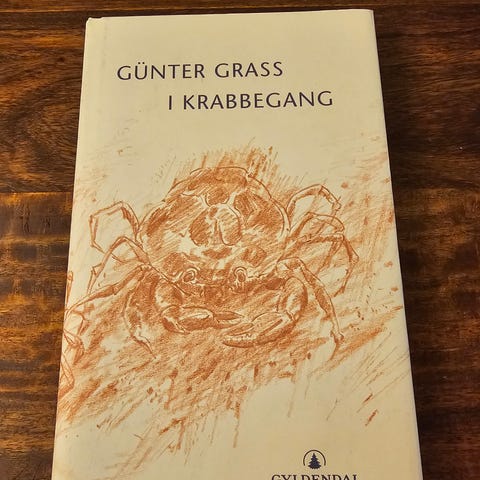 GÜNTER GRASS
I KRABBEGANG
GYLDENDAL